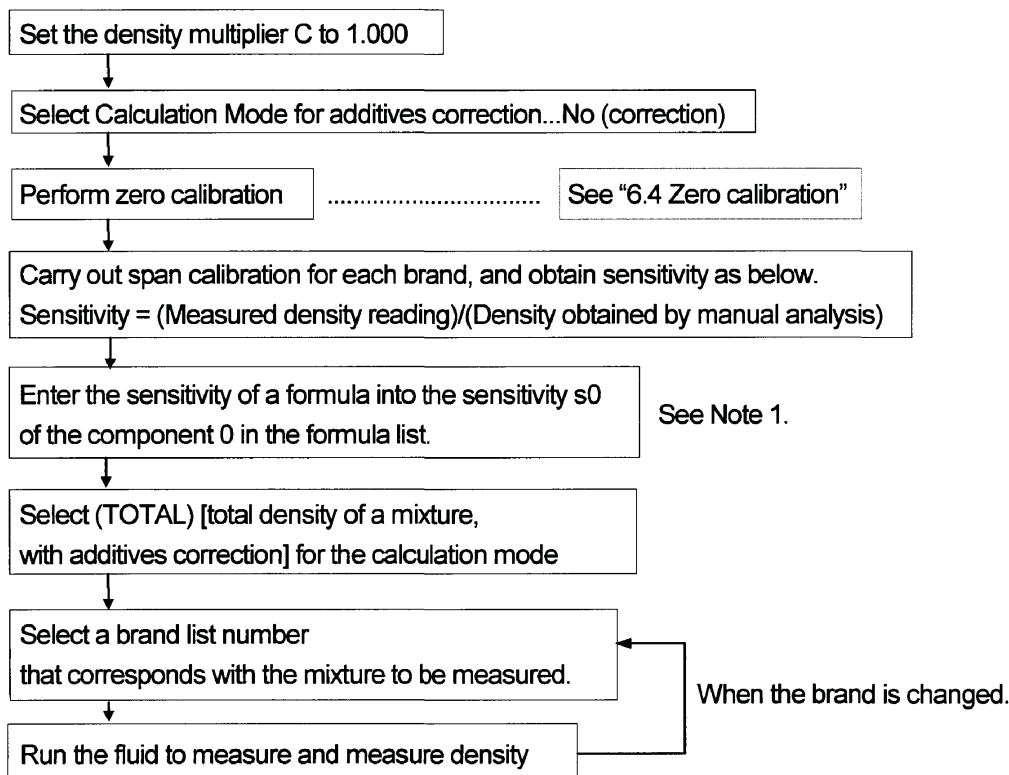 Set the density multiplier C to 1.000
Select Calculation Mode for additives correction...No (correction)
Perform zero calibration ................................. See “6.4 Zero calibration”
Carry out span calibration for each brand, and obtain sensitivity as below.
Sensitivity = (Measured density reading)/(Density obtained by manual analysis)
Enter the sensitivity of a formula into the sensitivity s0
of the component 0 in the formula list.
See Note 1.
Select (TOTAL) [total density of a mixture,
with additives correction] for the calculation mode
Select a brand list number
that corresponds with the mixture to be measured.
When the brand is changed.
Run the fluid to measure and measure density